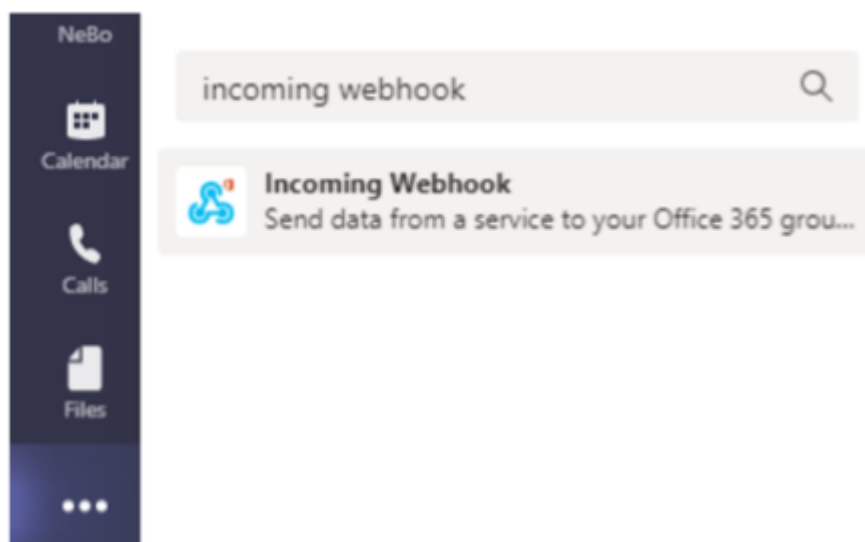 NeBo
Calendar
Calls
Files
incoming webhook
Incoming Webhook
Send data from a service to your Office 365 grou...